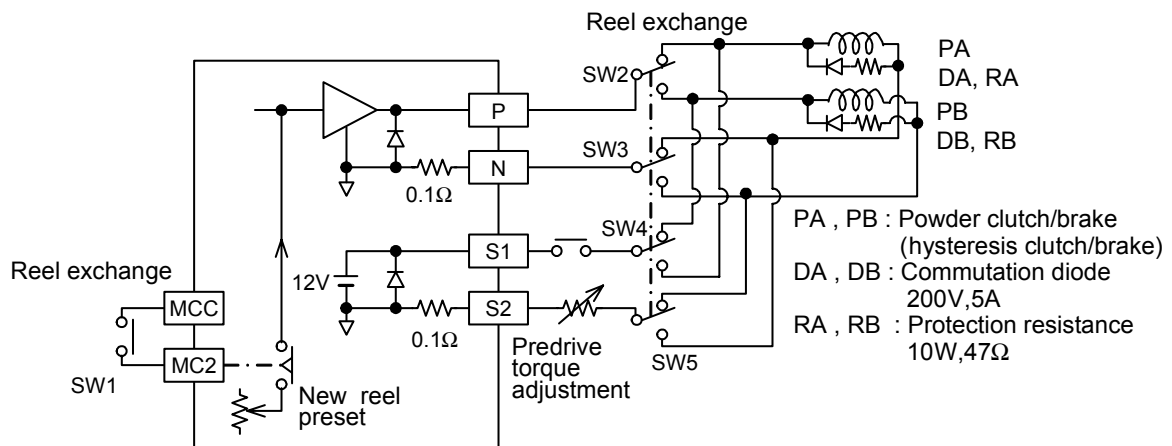 Reel exchange
SW2
PA
DA, RA
PB
DB, RB
P
N
0.1Ω
SW3
SW4
S1
12V
S2
0.1Ω
Predrive
torque
adjustment
SW5
Reel exchange
MCC
MC2
SW1
New reel
preset
PA , PB : Powder clutch/brake
(hysteresis clutch/brake)
DA , DB : Commutation diode
200V,5A
RA , RB : Protection resistance
10W,47Ω